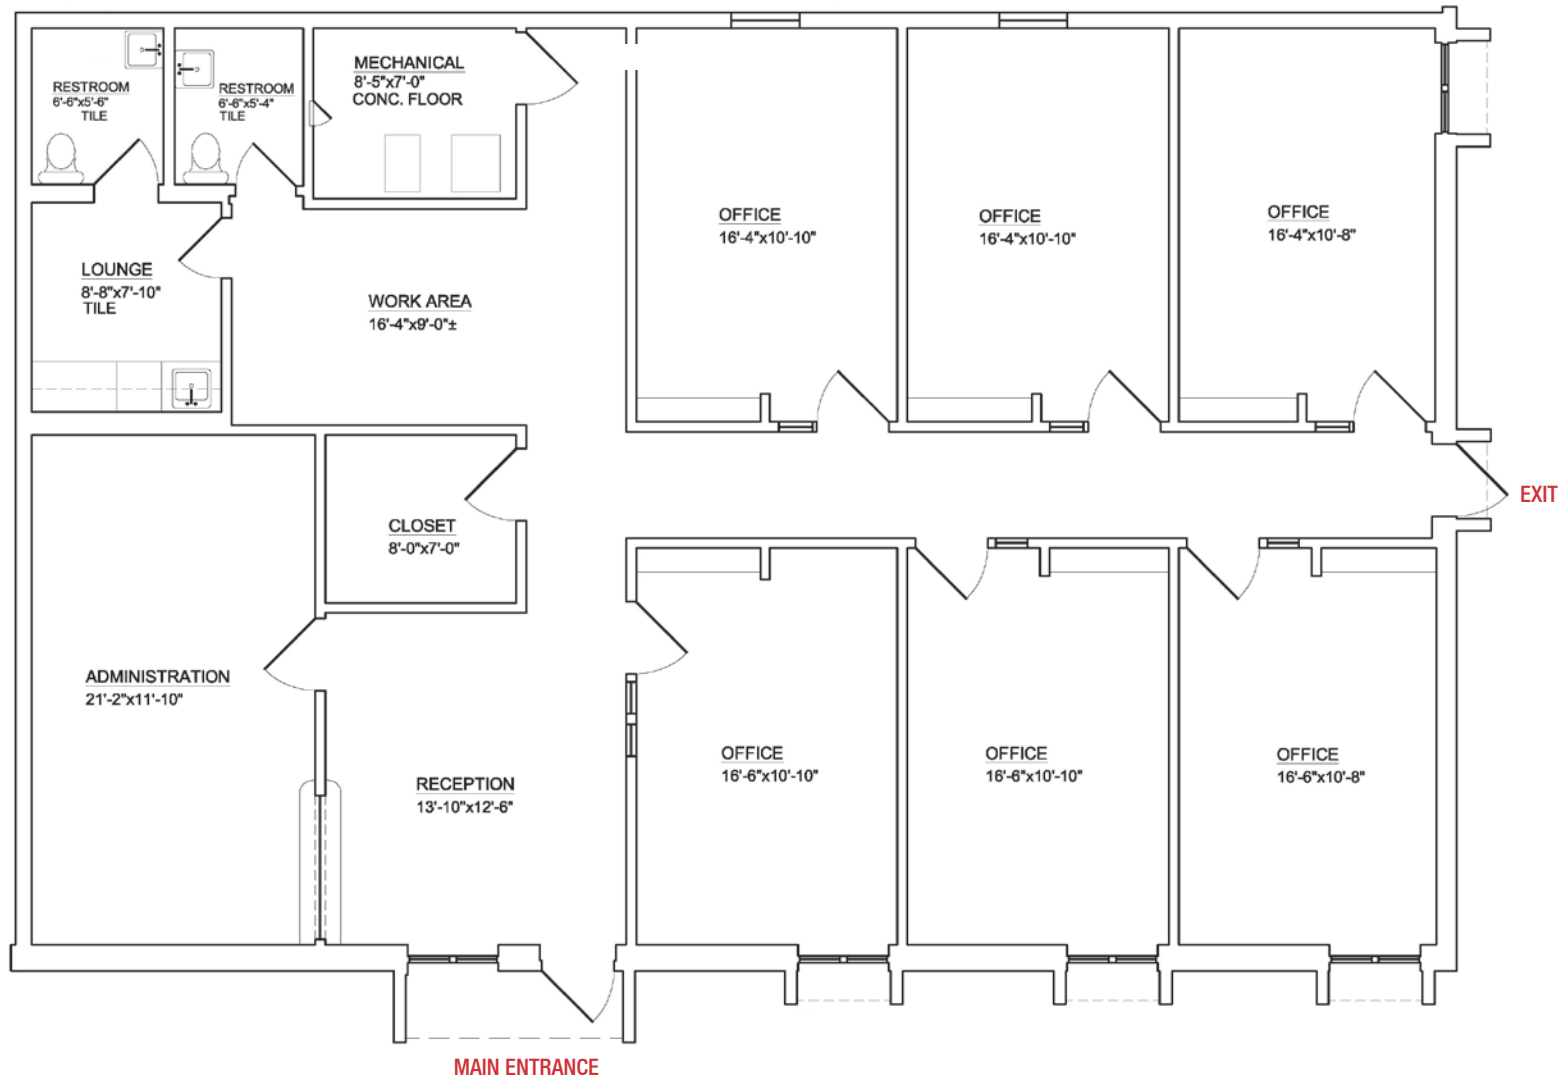 RESTROOM
6'-6"x5'-6"
TILE
RESTROOM
6'-6"x5'-4"
TILE
MECHANICAL
8'-5"x7'-0"
CONC. FLOOR
OFFICE
16'-4"x10'-10"
OFFICE
16'-4"x10'-10"
OFFICE
16'-4"x10'-8"
LOUNGE
8'-8"x7'-10"
TILE
WORK AREA
16'-4"x9'-0"±
EXIT
CLOSET
8'-0"x7'-0"
ADMINISTRATION
21'-2"x11'-10"
RECEPTION
13'-10"x12'-6"
OFFICE
16'-6"x10'-10"
OFFICE
16'-6"x10'-10"
OFFICE
16'-6"x10'-8"
MAIN ENTRANCE